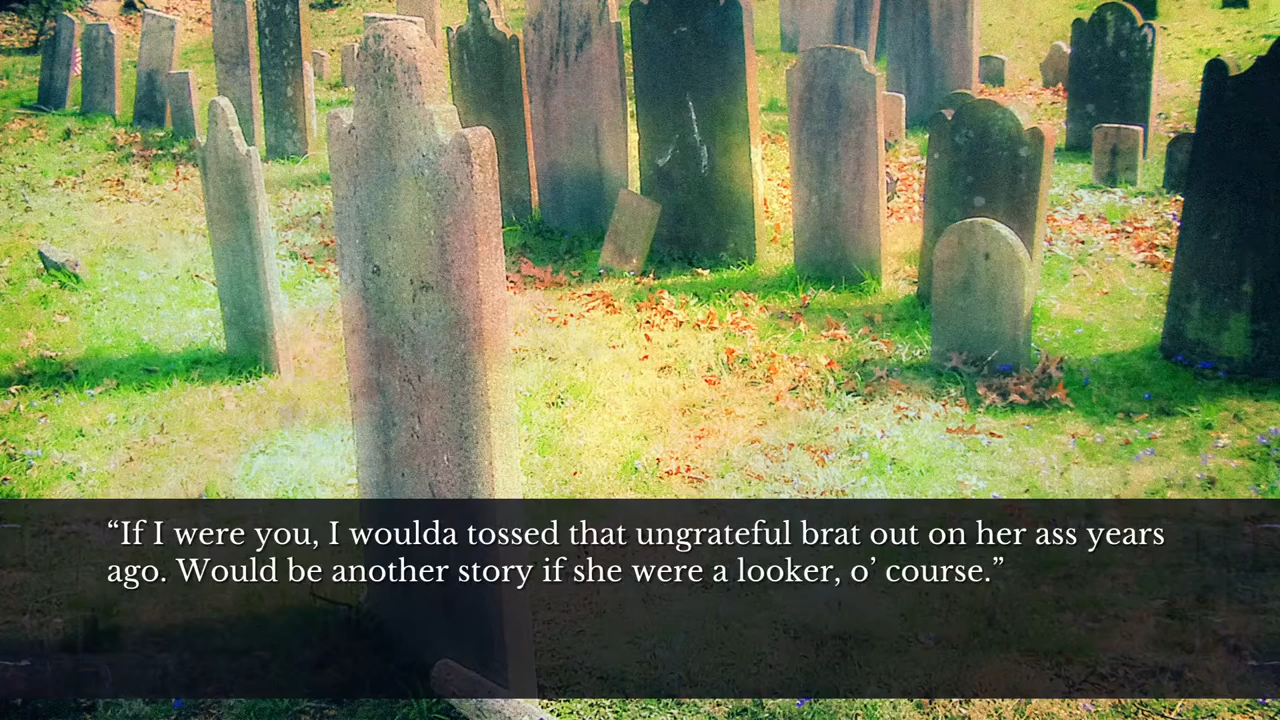 “If I were you, I woulda tossed that ungrateful brat out on her ass years
ago. Would be another story if she were a looker, o’ course.”